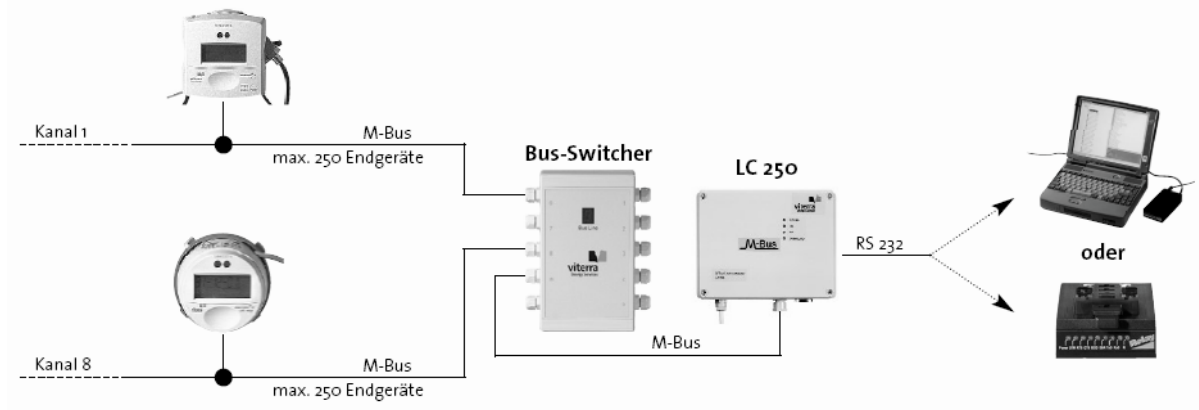 Kanal 1
M-Bus
max. 250 Endgeräte
Bus-Switcher
viterra
LC 250
viterra
M-Bus
RS 232
oder
Kanal 8
M-Bus
max. 250 Endgeräte
M-Bus